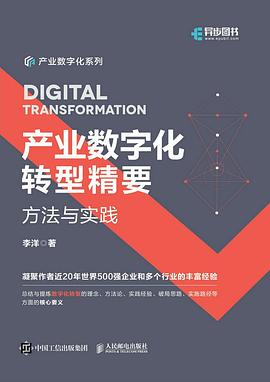 异步图书
www.epubit.com
产业数字化系列
DIGITAL
TRANSFORMATION
产业数字化
转型精要
方法与实践
李洋 著
凝聚作者近20年世界500强企业和多个行业的丰富经验
总结与提炼数字化转型的理念、方法论、实践经验、破局思路、实施路径等
方面的核心要义
中国工信出版集团 人民邮电出版社
POSTS & TELECOM PRESS